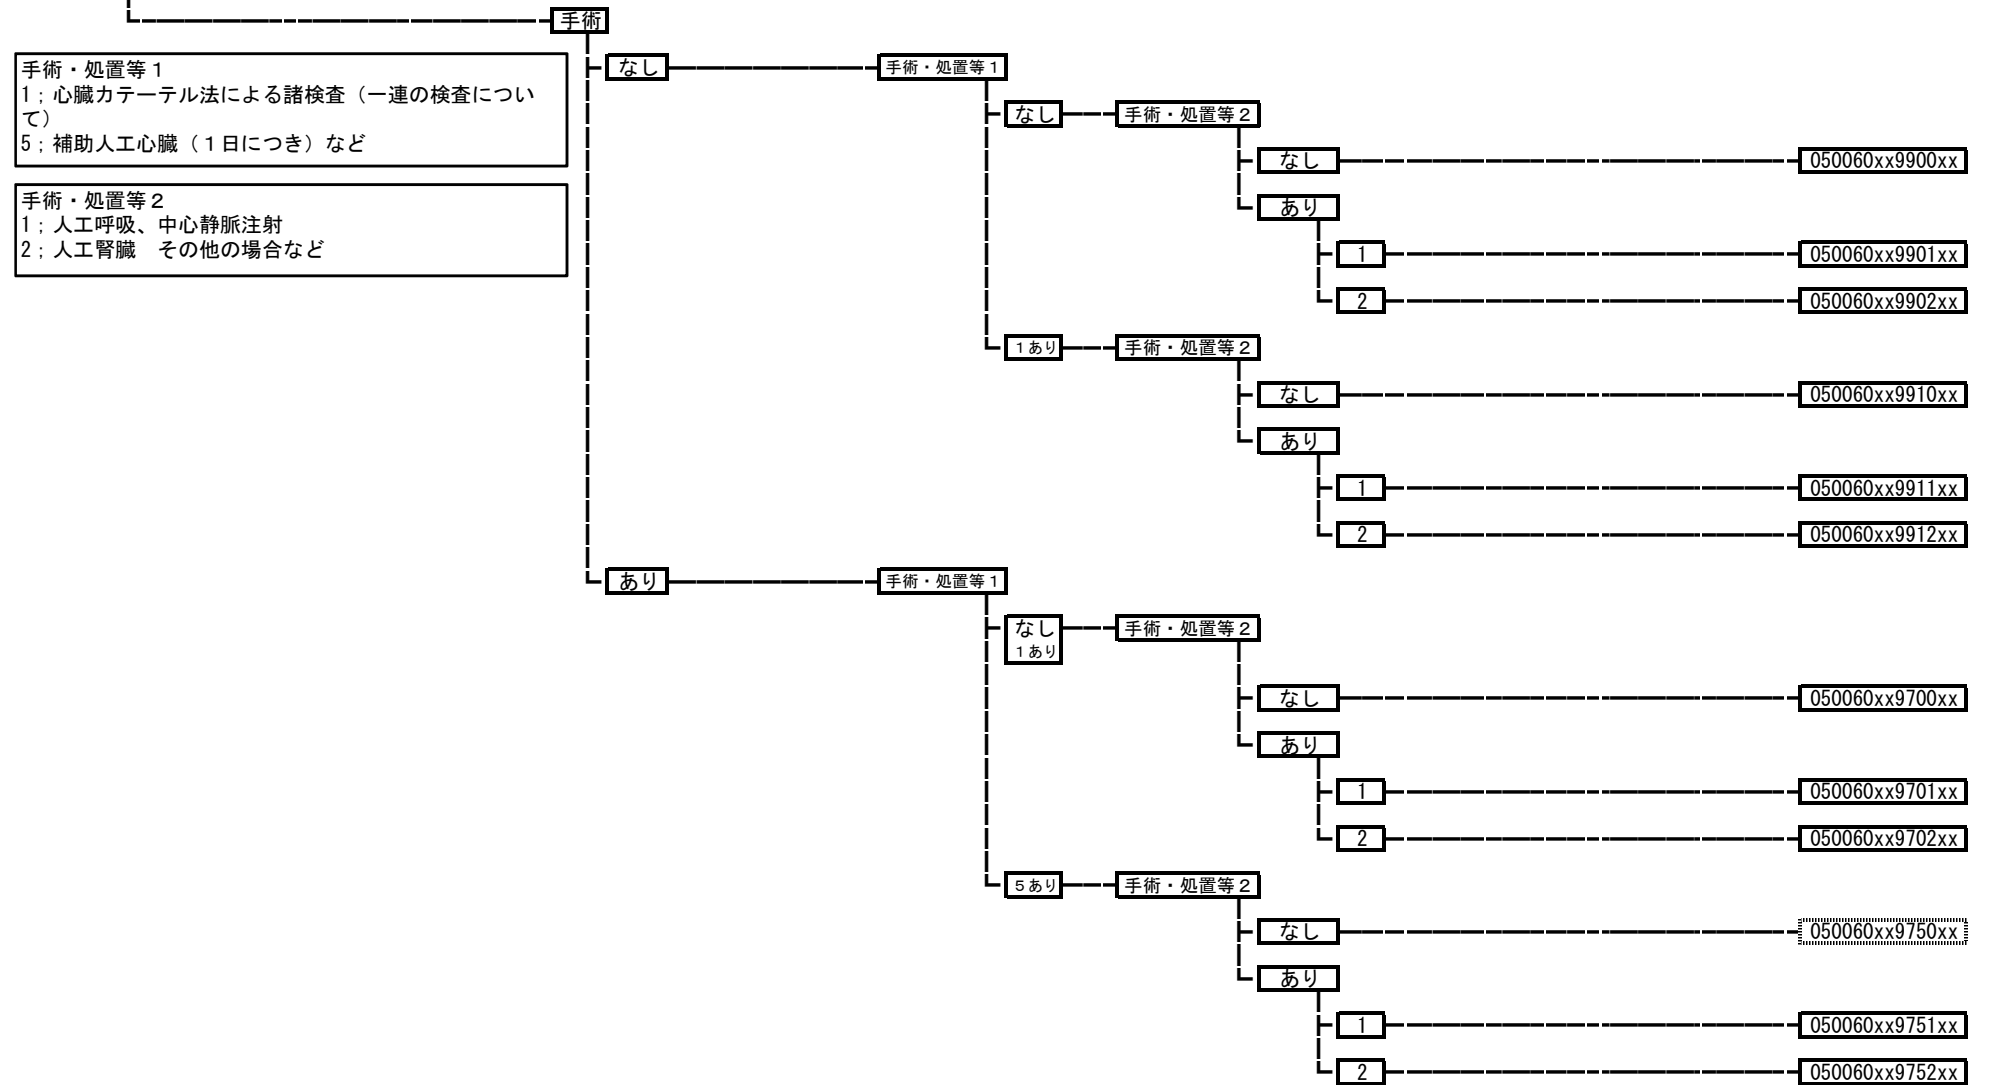 手術
手術・処置等１
1；心臓カテーテル法による諸検査（一連の検査につい
て）
5；補助人工心臓（１日につき）など
手術・処置等２
1；人工呼吸、中心静脈注射
2；人工腎臓　その他の場合など
なし
手術・処置等１
なし
手術・処置等２
なし
050060xx9900xx
あり
1
050060xx9901xx
2
050060xx9902xx
１あり
手術・処置等２
なし
050060xx9910xx
あり
1
050060xx9911xx
2
050060xx9912xx
あり
手術・処置等１
なし
１あり
手術・処置等２
なし
050060xx9700xx
あり
1
050060xx9701xx
2
050060xx9702xx
５あり
手術・処置等２
なし
050060xx9750xx
あり
1
050060xx9751xx
2
050060xx9752xx